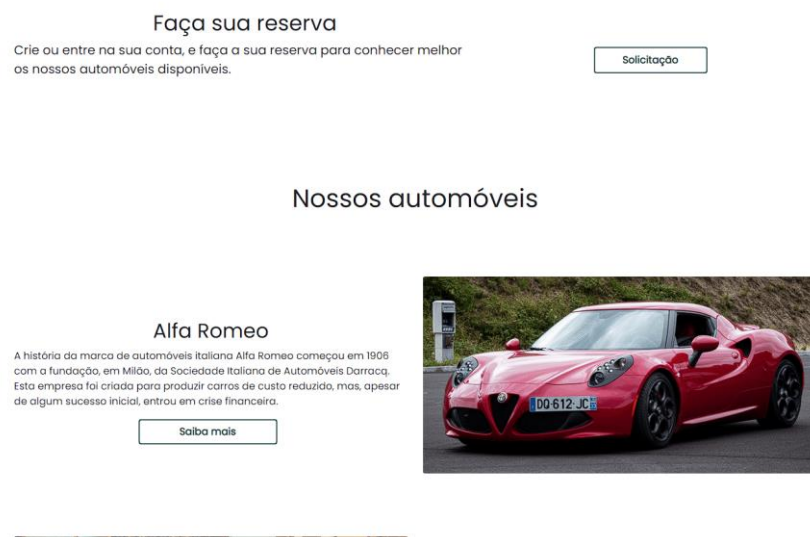 Faça sua reserva
Crie ou entre na sua conta, e faça a sua reserva para conhecer melhor
os nossos automóveis disponíveis.
Solicitação
Nossos automóveis
Alfa Romeo
A história da marca de automóveis italiana Alfa Romeo começou em 1906
com a fundação, em Milão, da Sociedade Italiana de Automóveis Darracq.
Esta empresa foi criada para produzir carros de custo reduzido, mas, apesar
de algum sucesso inicial, entrou em crise financeira.
Saiba mais
DQ-612-JC